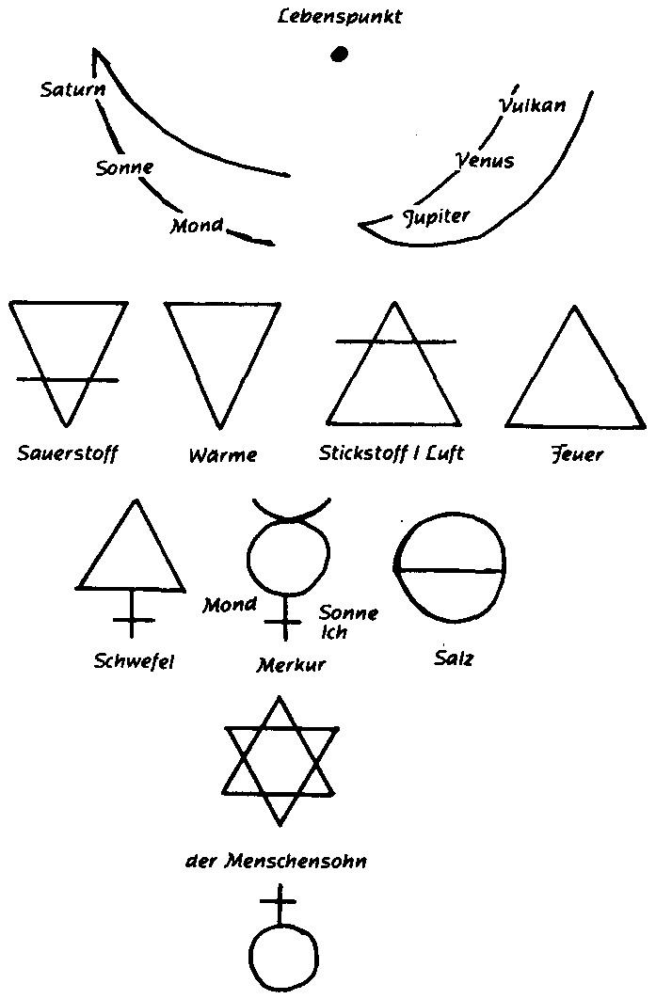 Lebenspunkt
Saturn
Sonne
Mond
Vulkan
Venus
Jupiter
Sauerstoff
Wärme
Stickstoff / Luft
Feuer
Mond
Sonne
Ich
Schwefel
Merkur
Salz
der Menschensohn